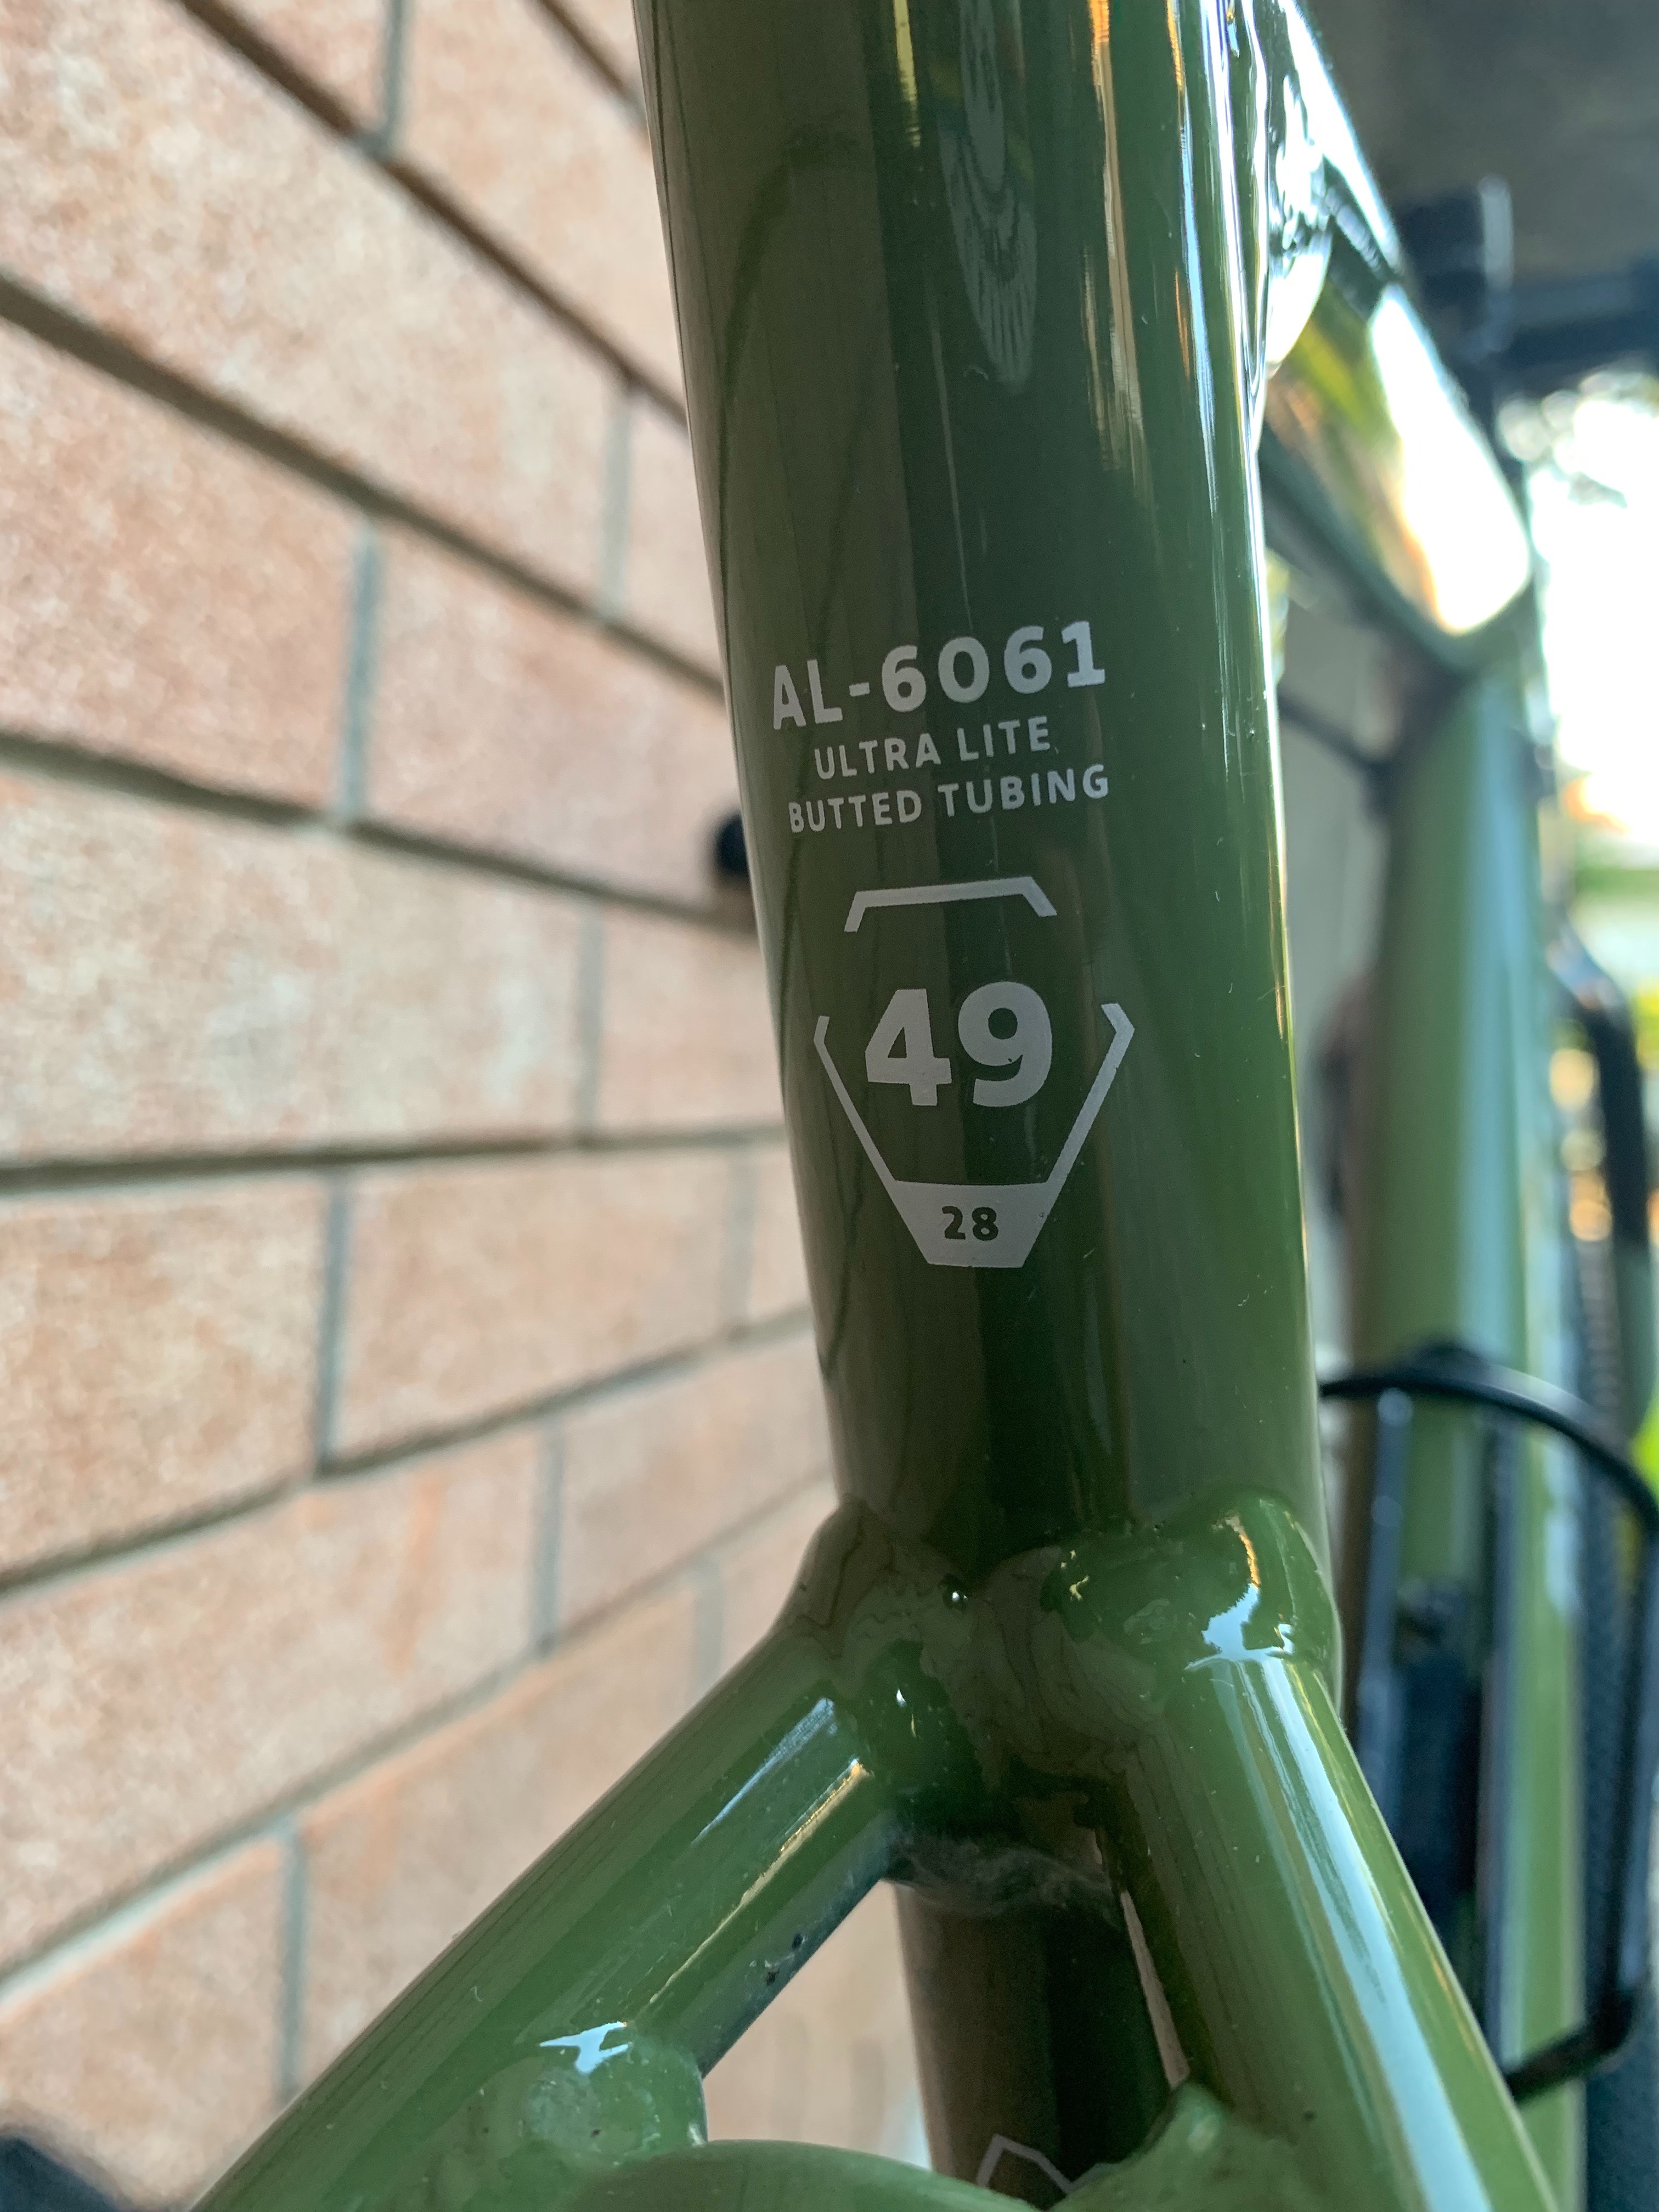 AL-6061
ULTRA LITE
BUTTED TUBING
49
28